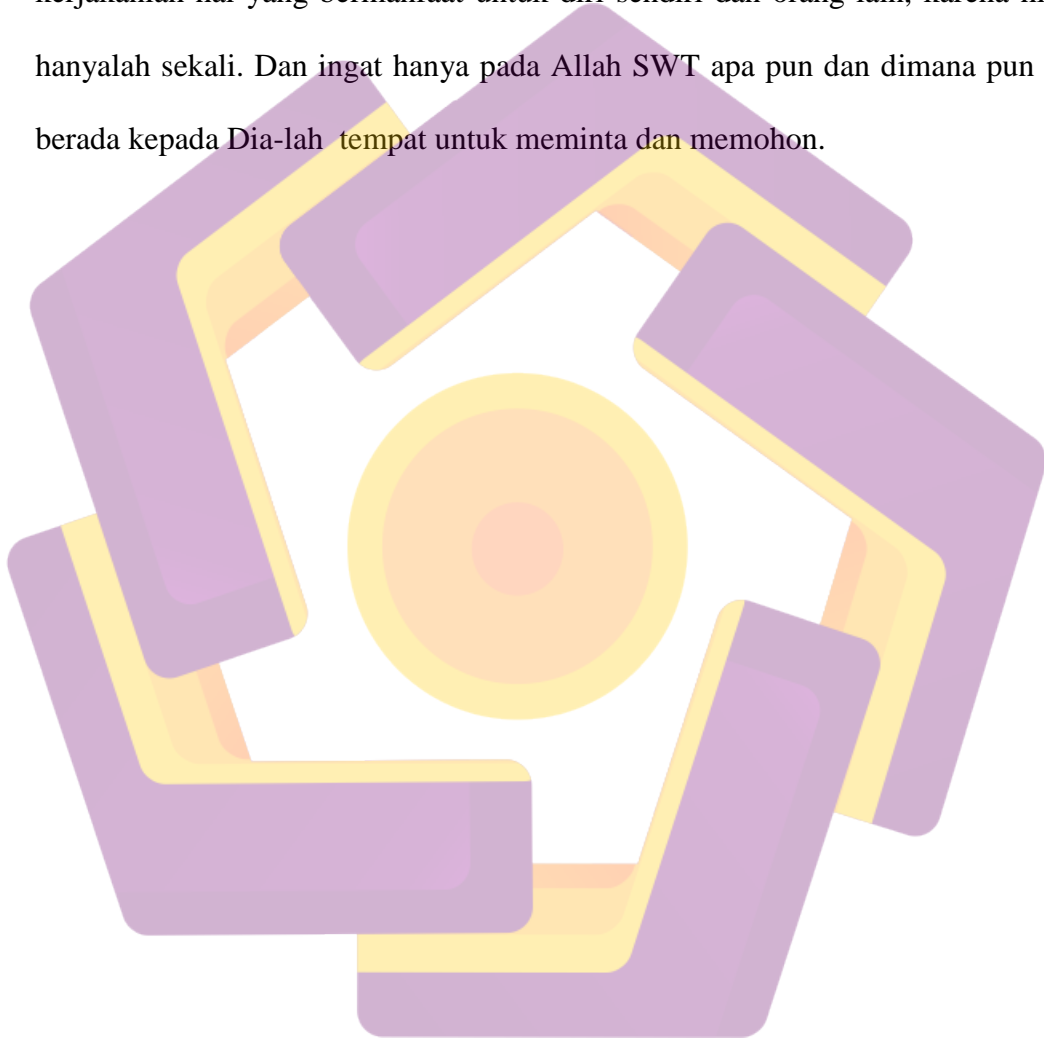 kerjakanlah hal yang bermanfaat untuk diri sendiri dan orang lain, karena
hanyalah sekali. Dan ingat hanya pada Allah SWT apa pun dan dimana pun
berada kepada Dia-lah tempat untuk meminta dan memohon.